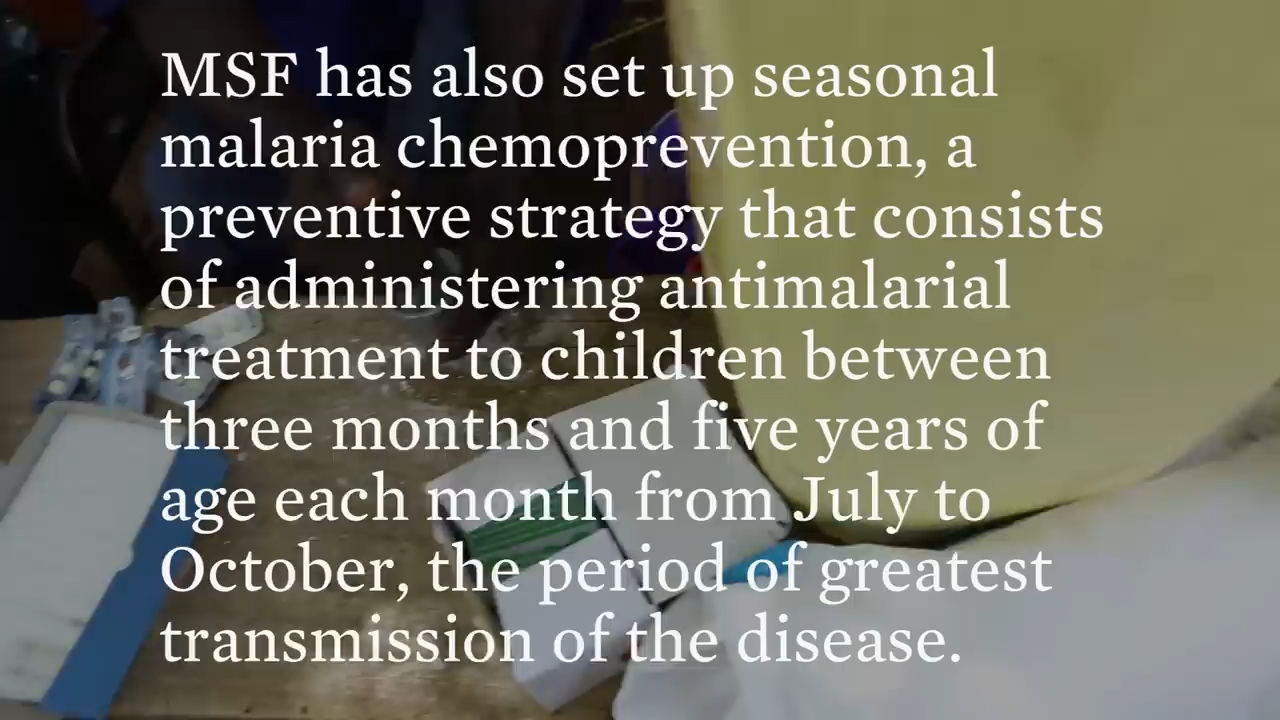 MSF has also set up seasonal
malaria chemoprevention, a
preventive strategy that consists
of administering antimalarial
treatment to children between
three months and five years of
age each month from July to
October, the period of greatest
transmission of the disease.